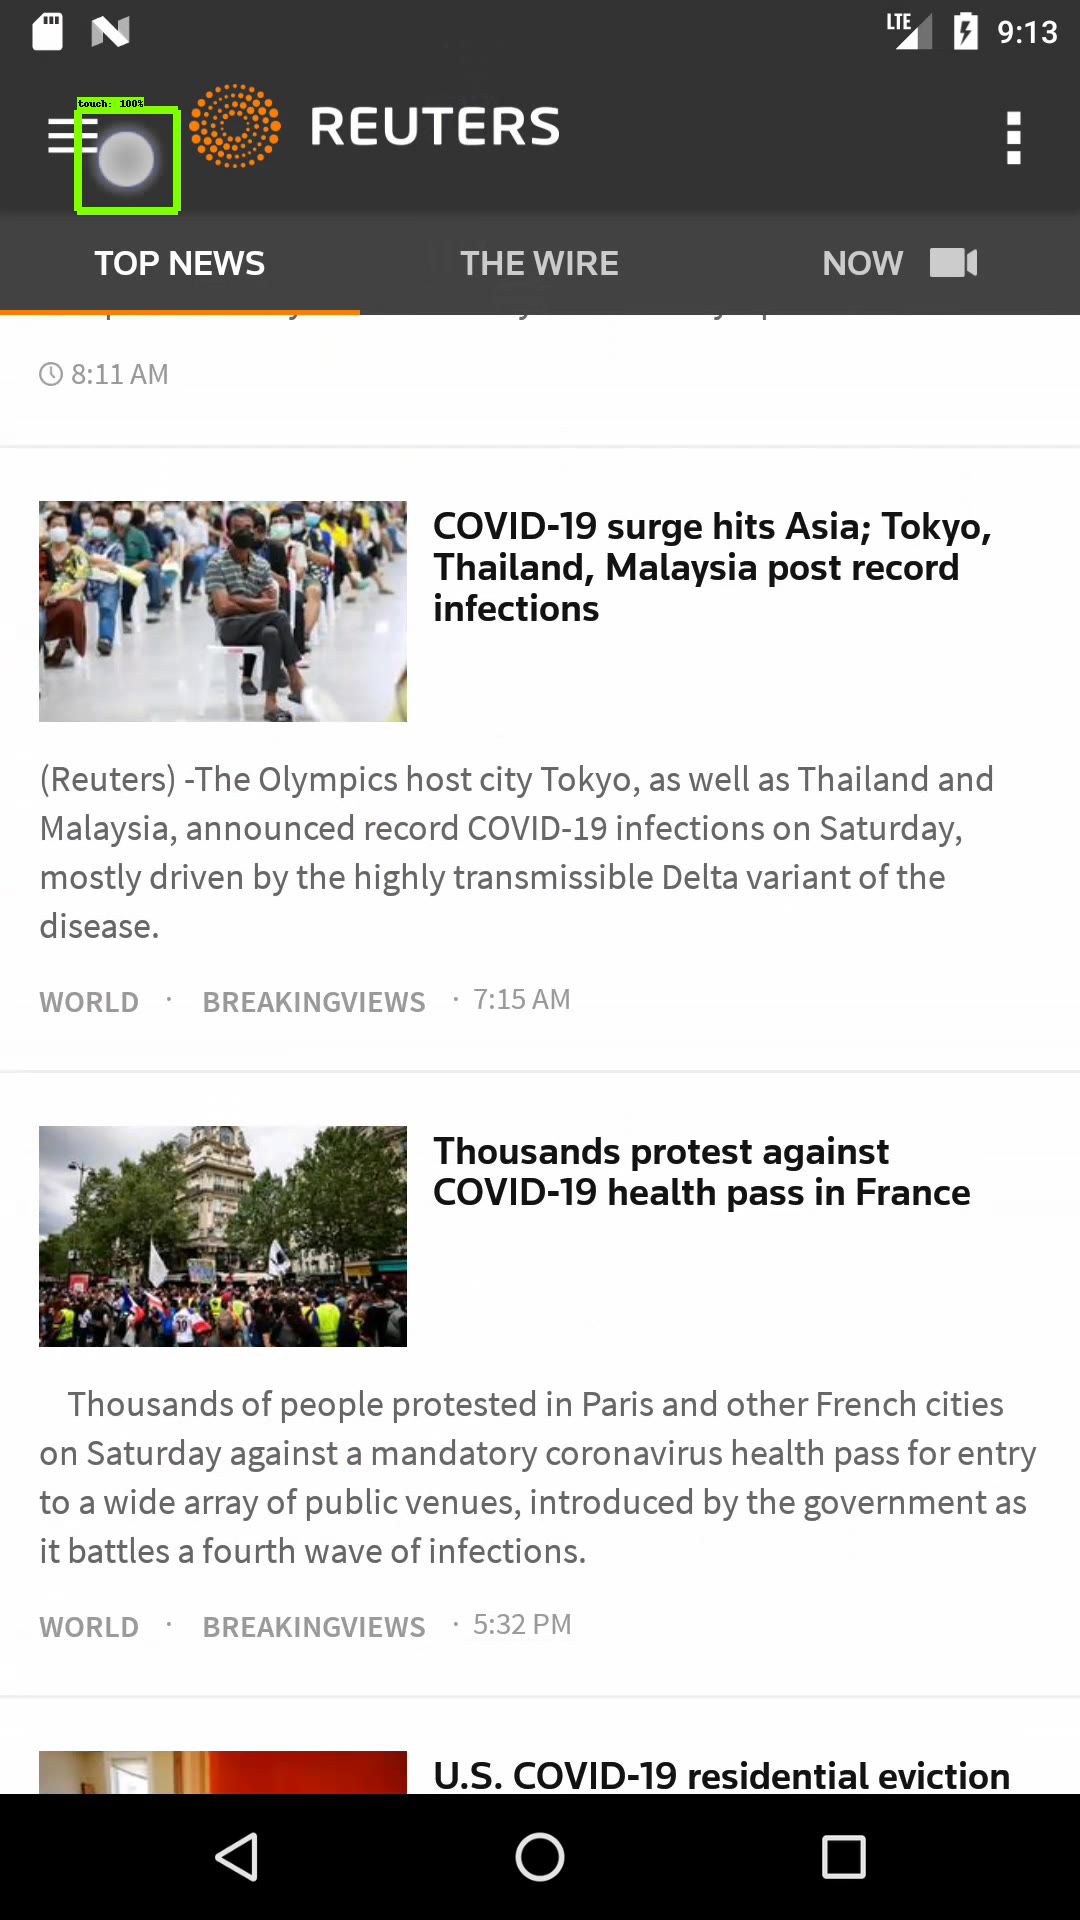 LTE 9:13
touch: 100%
REUTERS
TOP NEWS THE WIRE NOW
8:11 AM
COVID-19 surge hits Asia; Tokyo,
Thailand, Malaysia post record
infections
(Reuters) -The Olympics host city Tokyo, as well as Thailand and
Malaysia, announced record COVID-19 infections on Saturday,
mostly driven by the highly transmissible Delta variant of the
disease.
WORLD · BREAKINGVIEWS · 7:15 AM
Thousands protest against
COVID-19 health pass in France
Thousands of people protested in Paris and other French cities
on Saturday against a mandatory coronavirus health pass for entry
to a wide array of public venues, introduced by the government as
it battles a fourth wave of infections.
WORLD · BREAKINGVIEWS · 5:32 PM
U.S. COVID-19 residential eviction